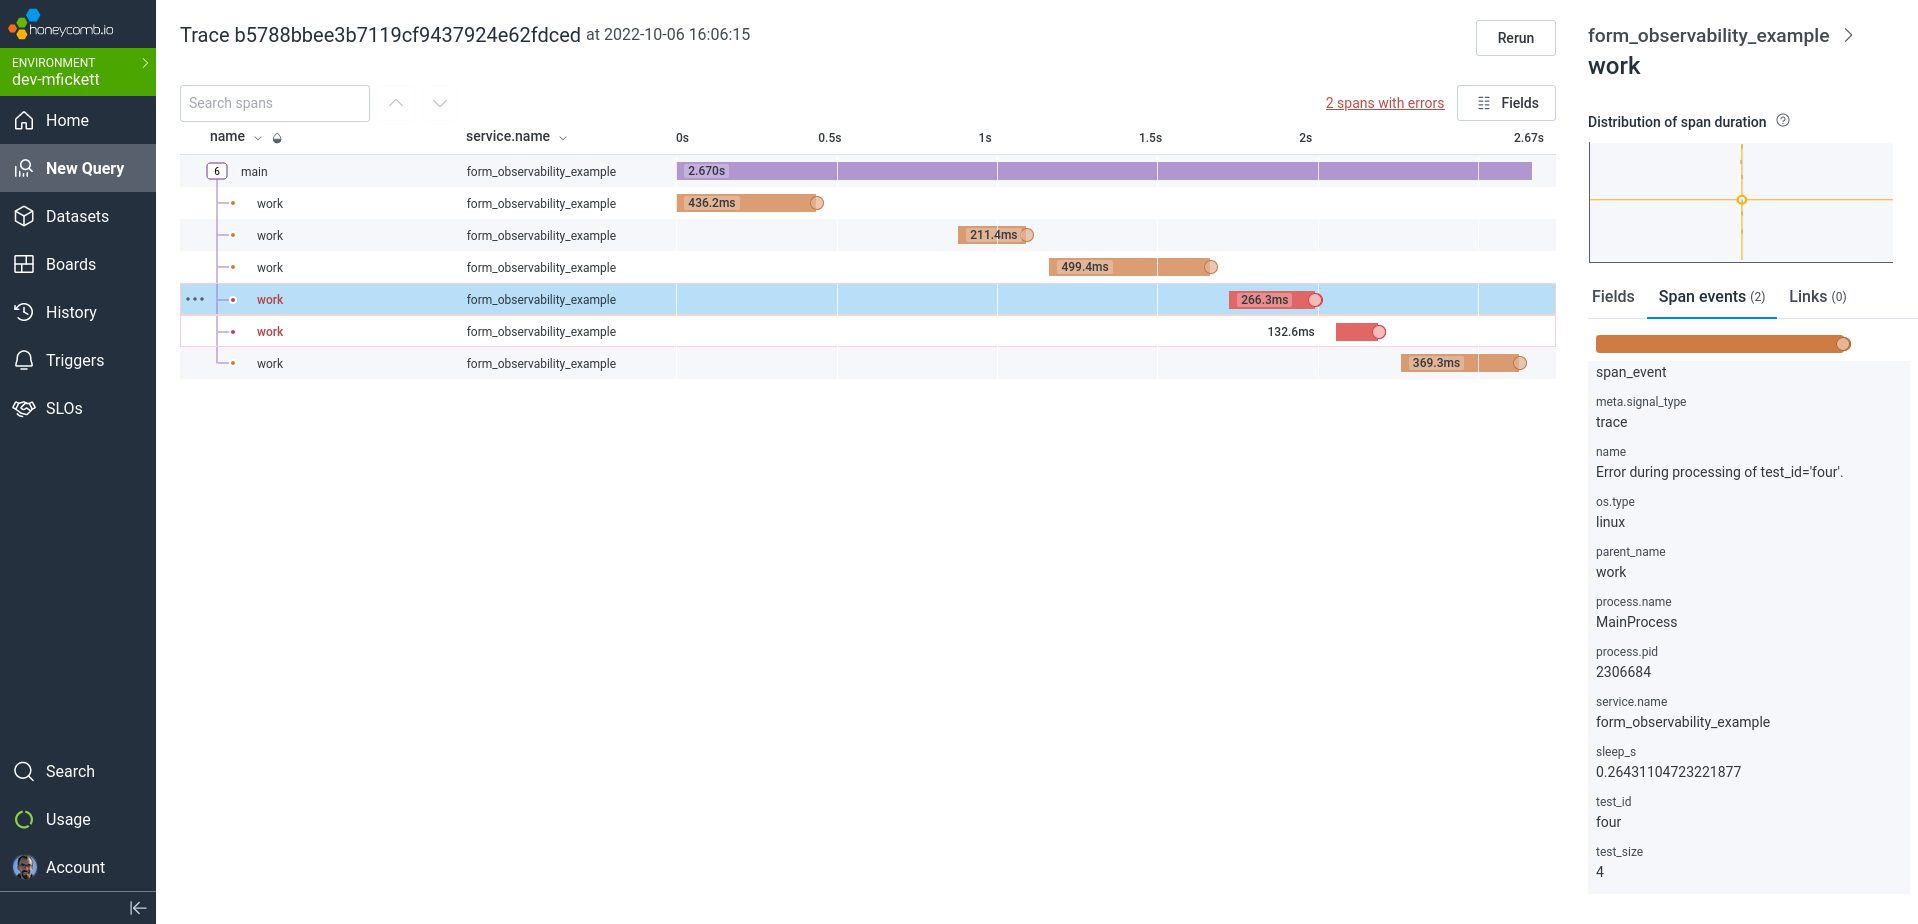 honeycomb.io
ENVIRONMENT
dev-mfickett
Home
New Query
Datasets
Boards
History
Triggers
SLOs
Search
Usage
Account
Trace b5788bbee3b7119cf9437924e62fdced at 2022-10-06 16:06:15
Rerun
Search spans
2 spans with errors
Fields
name service.name 0s 0.5s 1s 1.5s 2s 2.67s
6 main form_observability_example 2.670s
work form_observability_example 436.2ms
work form_observability_example 211.4ms
work form_observability_example 499.4ms
work form_observability_example 266.3ms
work form_observability_example 132.6ms
work form_observability_example 369.3ms
form_observability_example
work
Distribution of span duration
Fields Span events (2) Links (0)
span_event
meta.signal_type
trace
name
Error during processing of test_id='four'.
os.type
linux
parent_name
work
process.name
MainProcess
process.pid
2306684
service.name
form_observability_example
sleep_s
0.26431104723221877
test_id
four
test_size
4